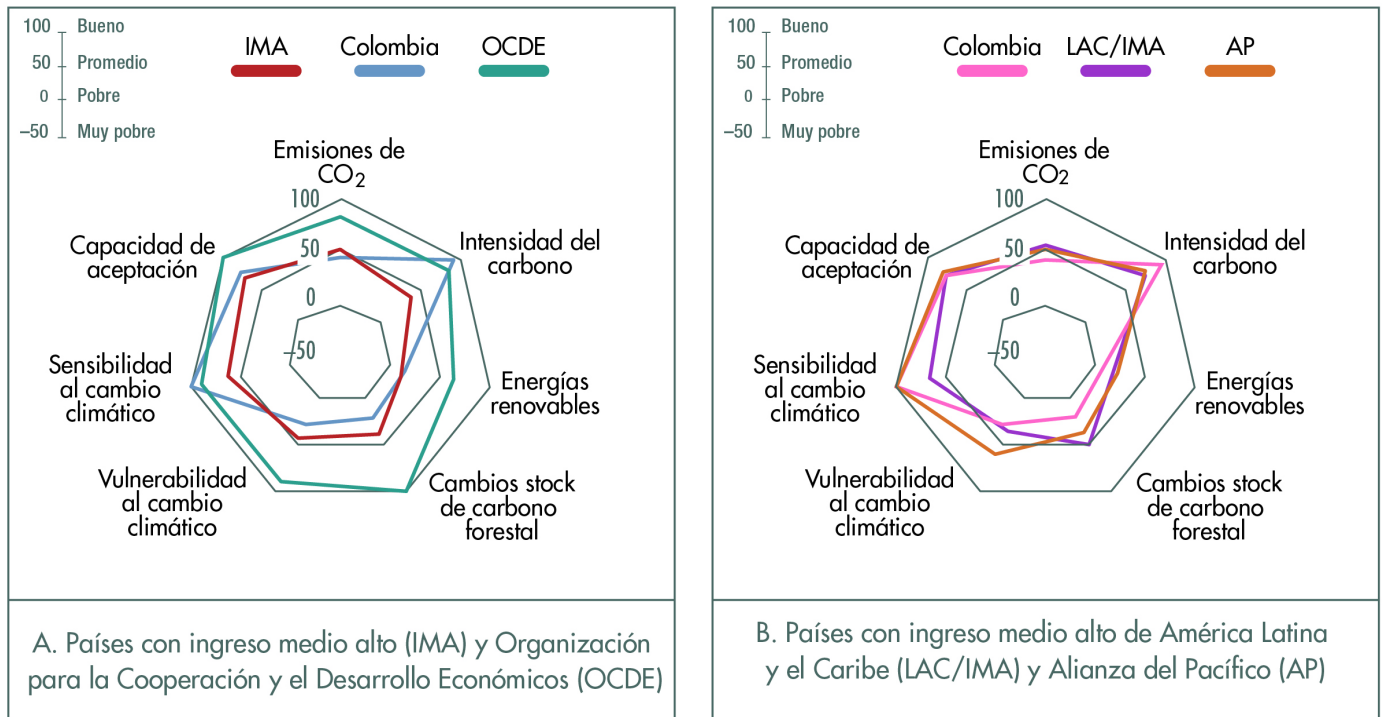 100 Bueno
50 Promedio
0 Pobre
–50 Muy pobre
IMA Colombia OCDE
Emisiones de
CO2
100
50
0
–50
Intensidad del
carbono
Energías
renovables
Cambios stock
de carbono
forestal
Vulnerabilidad
al cambio
climático
Sensibilidad
al cambio
climático
Capacidad de
aceptación
A. Países con ingreso medio alto (IMA) y Organización
para la Cooperación y el Desarrollo Económicos (OCDE)
100 Bueno
50 Promedio
0 Pobre
–50 Muy pobre
Colombia LAC/IMA AP
Emisiones de
CO2
100
50
0
–50
Intensidad del
carbono
Energías
renovables
Cambios stock
de carbono
forestal
Vulnerabilidad
al cambio
climático
Sensibilidad
al cambio
climático
Capacidad de
aceptación
B. Países con ingreso medio alto de América Latina
y el Caribe (LAC/IMA) y Alianza del Pacífico (AP)